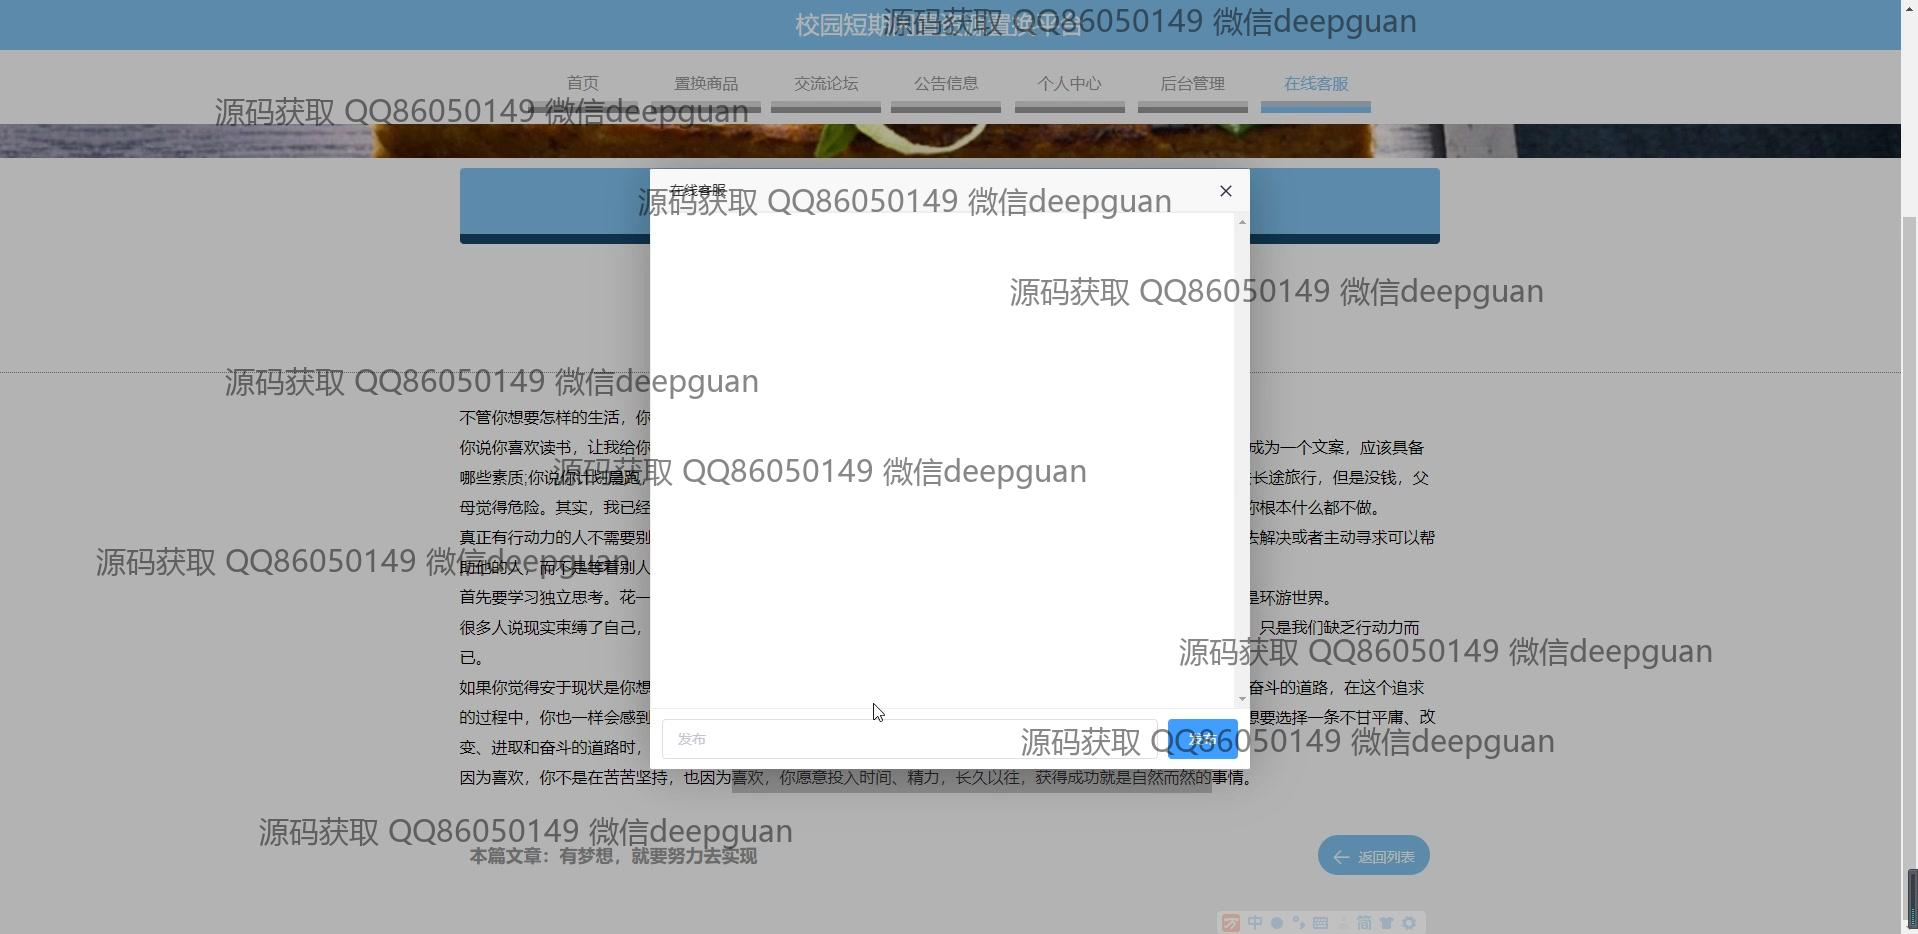 校园短期闲置资源置换平台
源码获取 QQ86050149 微信deepguan
首页 置换商品 交流论坛 公告信息 个人中心 后台管理 在线客服
源码获取 QQ86050149 微信deepguan
在线客服
源码获取 QQ86050149 微信deepguan
源码获取 QQ86050149 微信deepguan
源码获取 QQ86050149 微信deepguan
不管你想要怎样的生活，你
你说你喜欢读书，让我给你 成为一个文案，应该具备
源码获取 QQ86050149 微信deepguan
哪些素质;你说你计划晨跑， 长途旅行，但是没钱，父
母觉得危险。其实，我已经 你根本什么都不做。
真正有行动力的人不需要别 去解决或者主动寻求可以帮
源码获取 QQ86050149 微信deepguan
助他的人，而不是等着别人
首先要学习独立思考。花一 是环游世界。
很多人说现实束缚了自己， 只是我们缺乏行动力而
源码获取 QQ86050149 微信deepguan
已。
如果你觉得安于现状是你想 奋斗的道路，在这个追求
的过程中，你也一样会感到 想要选择一条不甘平庸、改
变、进取和奋斗的道路时，
发布 发布
源码获取 QQ86050149 微信deepguan
因为喜欢，你不是在苦苦坚持，也因为喜欢，你愿意投入时间、精力，长久以往，获得成功就是自然而然的事情。
源码获取 QQ86050149 微信deepguan
本篇文章：有梦想，就要努力去实现
返回列表
中 简